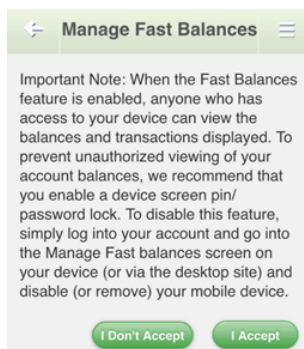 Manage Fast Balances
Important Note: When the Fast Balances
feature is enabled, anyone who has
access to your device can view the
balances and transactions displayed. To
prevent unauthorized viewing of your
account balances, we recommend that
you enable a device screen pin/
password lock. To disable this feature,
simply log into your account and go into
the Manage Fast balances screen on
your device (or via the desktop site) and
disable (or remove) your mobile device.
I Don't Accept
I Accept